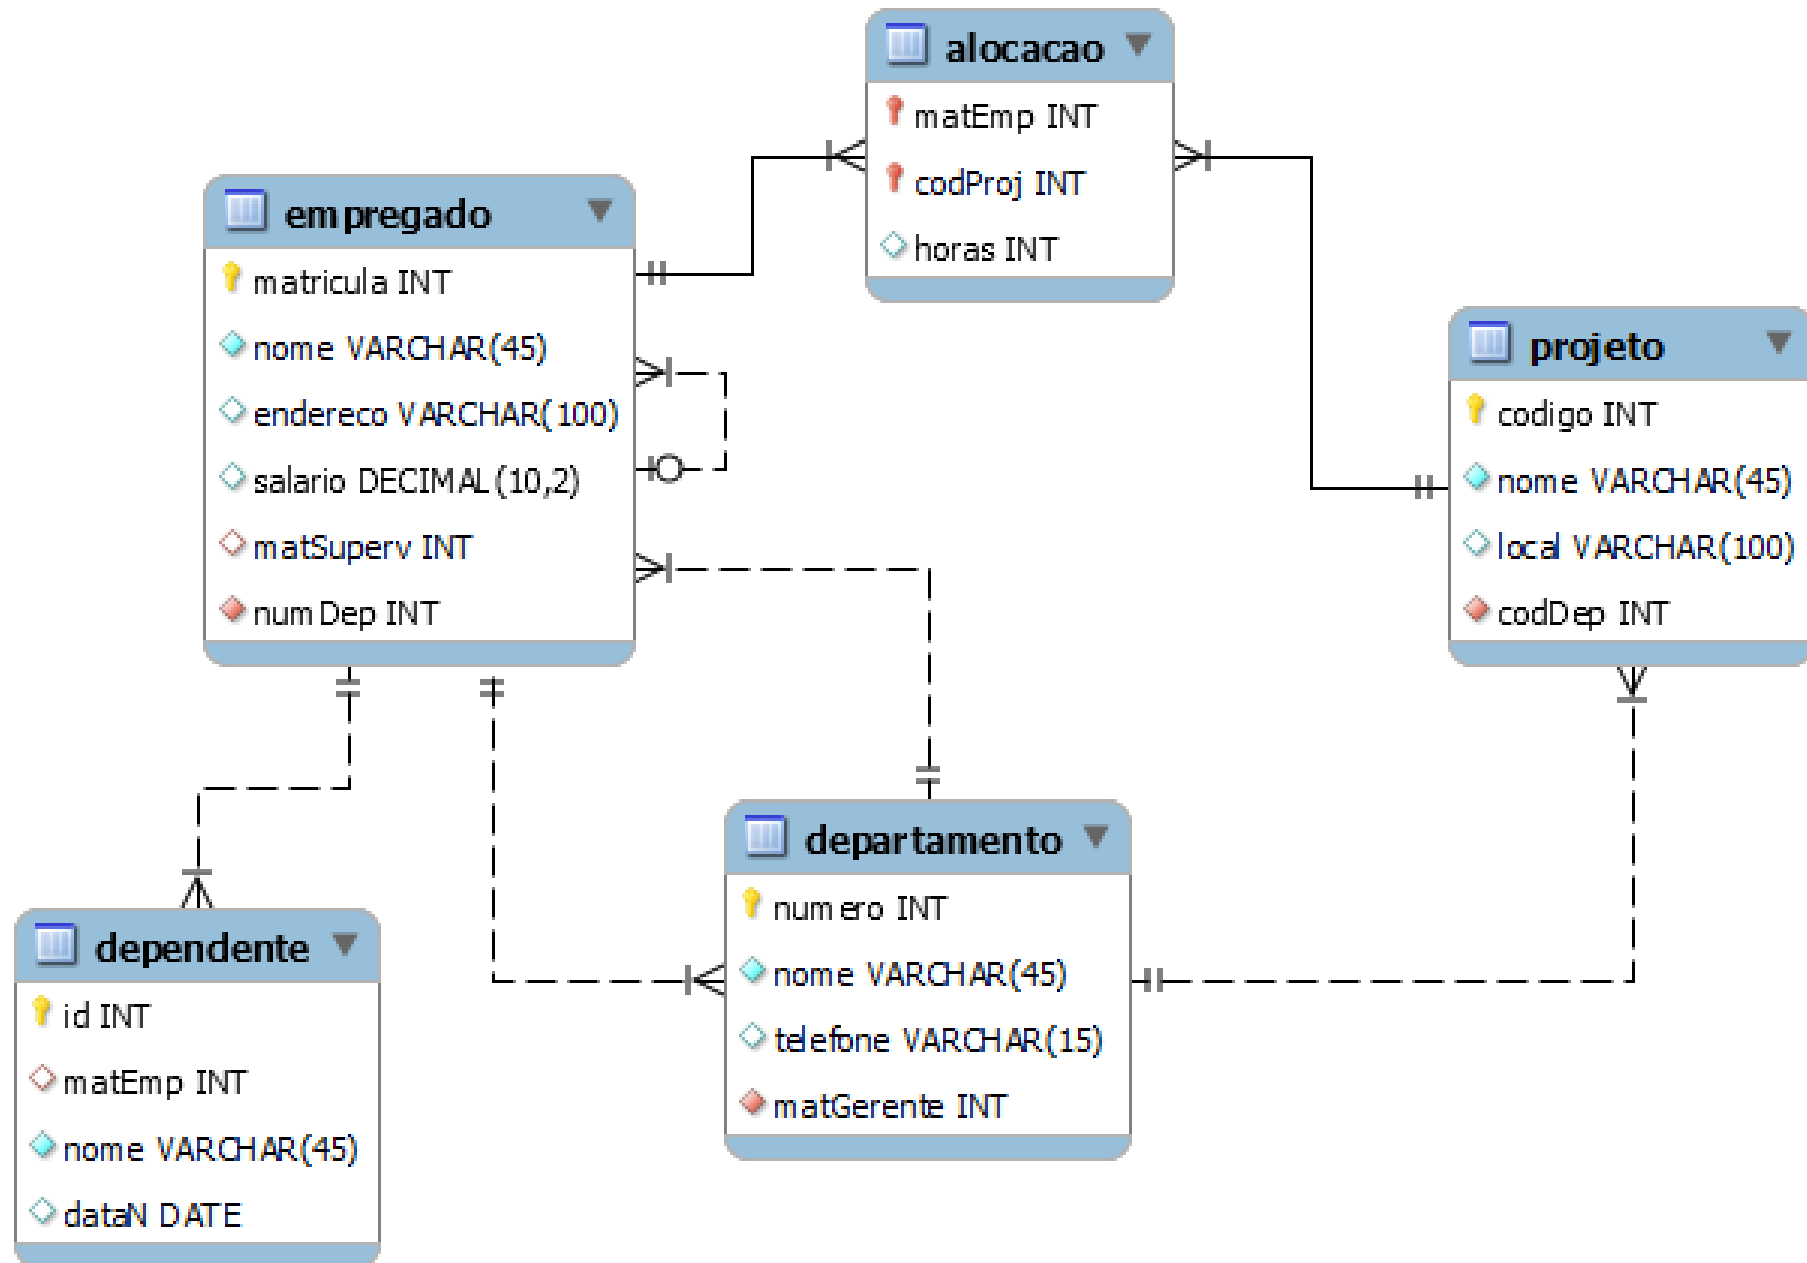 alocacao
matEmp INT
codProj INT
horas INT
empregado
matricula INT
nome VARCHAR(45)
endereco VARCHAR(100)
salario DECIMAL(10,2)
matSuperv INT
numDep INT
projeto
codigo INT
nome VARCHAR(45)
local VARCHAR(100)
codDep INT
departamento
numero INT
nome VARCHAR(45)
telefone VARCHAR(15)
matGerente INT
dependente
id INT
matEmp INT
nome VARCHAR(45)
dataN DATE